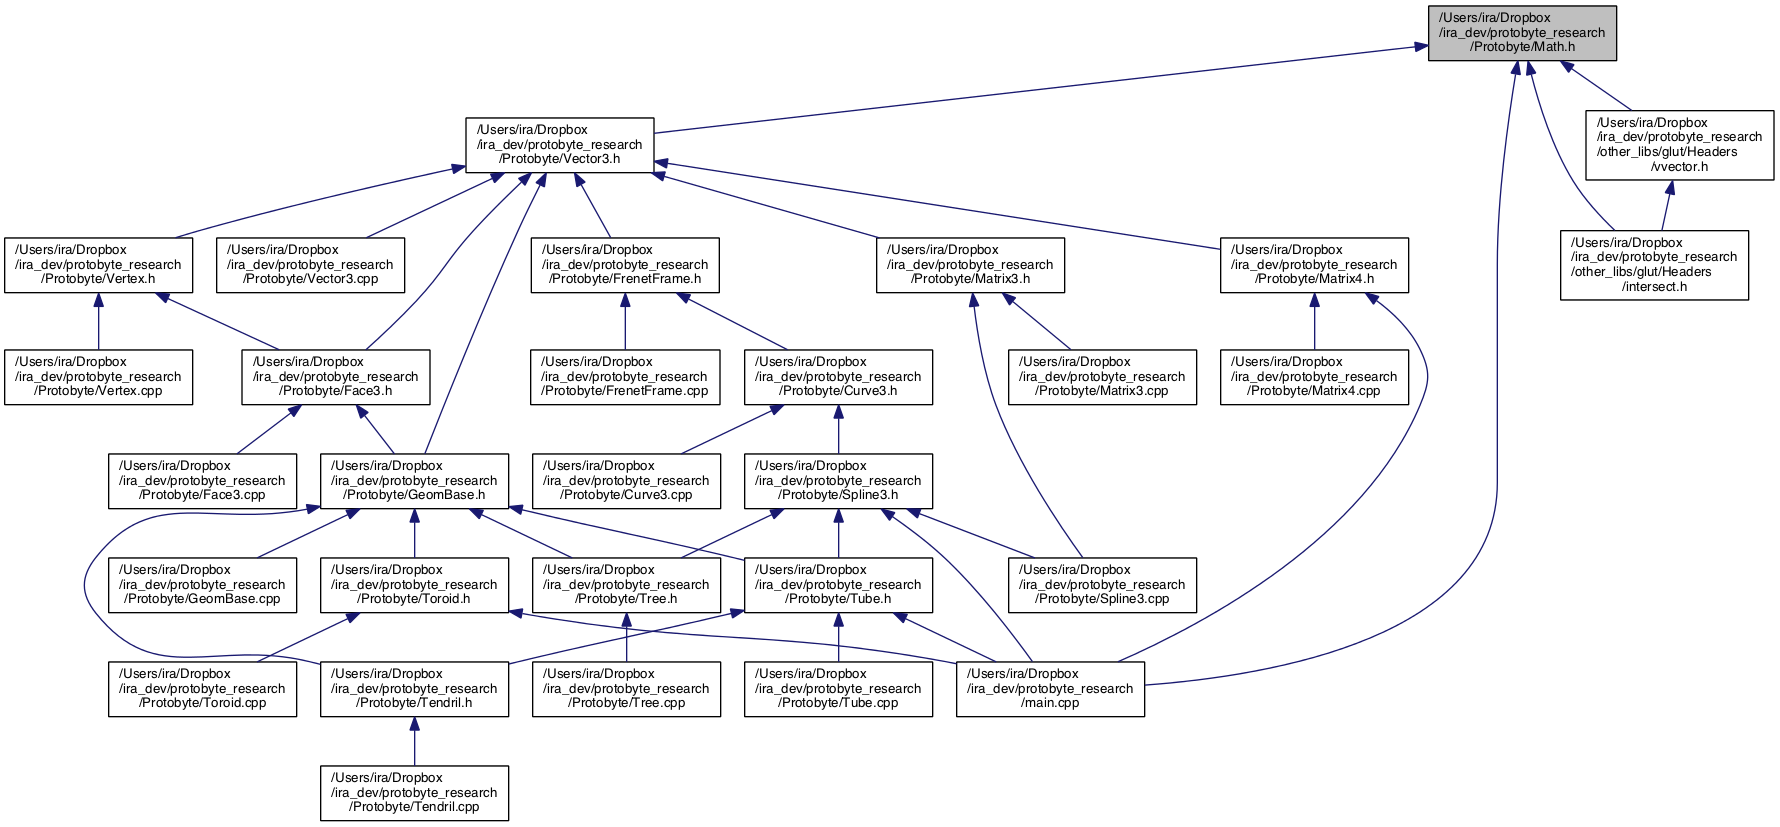 /Users/ira/Dropbox
/ira_dev/protobyte_research
/Protobyte/Math.h
/Users/ira/Dropbox
/ira_dev/protobyte_research
/Protobyte/Vector3.h
/Users/ira/Dropbox
/ira_dev/protobyte_research
/other_libs/glut/Headers
/vvector.h
/Users/ira/Dropbox
/ira_dev/protobyte_research
/Protobyte/Vertex.h
/Users/ira/Dropbox
/ira_dev/protobyte_research
/Protobyte/Vector3.cpp
/Users/ira/Dropbox
/ira_dev/protobyte_research
/Protobyte/FrenetFrame.h
/Users/ira/Dropbox
/ira_dev/protobyte_research
/Protobyte/Matrix3.h
/Users/ira/Dropbox
/ira_dev/protobyte_research
/Protobyte/Matrix4.h
/Users/ira/Dropbox
/ira_dev/protobyte_research
/other_libs/glut/Headers
/intersect.h
/Users/ira/Dropbox
/ira_dev/protobyte_research
/Protobyte/Vertex.cpp
/Users/ira/Dropbox
/ira_dev/protobyte_research
/Protobyte/Face3.h
/Users/ira/Dropbox
/ira_dev/protobyte_research
/Protobyte/FrenetFrame.cpp
/Users/ira/Dropbox
/ira_dev/protobyte_research
/Protobyte/Curve3.h
/Users/ira/Dropbox
/ira_dev/protobyte_research
/Protobyte/Matrix3.cpp
/Users/ira/Dropbox
/ira_dev/protobyte_research
/Protobyte/Matrix4.cpp
/Users/ira/Dropbox
/ira_dev/protobyte_research
/Protobyte/Face3.cpp
/Users/ira/Dropbox
/ira_dev/protobyte_research
/Protobyte/GeomBase.h
/Users/ira/Dropbox
/ira_dev/protobyte_research
/Protobyte/Curve3.cpp
/Users/ira/Dropbox
/ira_dev/protobyte_research
/Protobyte/Spline3.h
/Users/ira/Dropbox
/ira_dev/protobyte_research
/Protobyte/GeomBase.cpp
/Users/ira/Dropbox
/ira_dev/protobyte_research
/Protobyte/Toroid.h
/Users/ira/Dropbox
/ira_dev/protobyte_research
/Protobyte/Tree.h
/Users/ira/Dropbox
/ira_dev/protobyte_research
/Protobyte/Tube.h
/Users/ira/Dropbox
/ira_dev/protobyte_research
/Protobyte/Spline3.cpp
/Users/ira/Dropbox
/ira_dev/protobyte_research
/Protobyte/Toroid.cpp
/Users/ira/Dropbox
/ira_dev/protobyte_research
/Protobyte/Tendril.h
/Users/ira/Dropbox
/ira_dev/protobyte_research
/Protobyte/Tree.cpp
/Users/ira/Dropbox
/ira_dev/protobyte_research
/Protobyte/Tube.cpp
/Users/ira/Dropbox
/ira_dev/protobyte_research
/main.cpp
/Users/ira/Dropbox
/ira_dev/protobyte_research
/Protobyte/Tendril.cpp